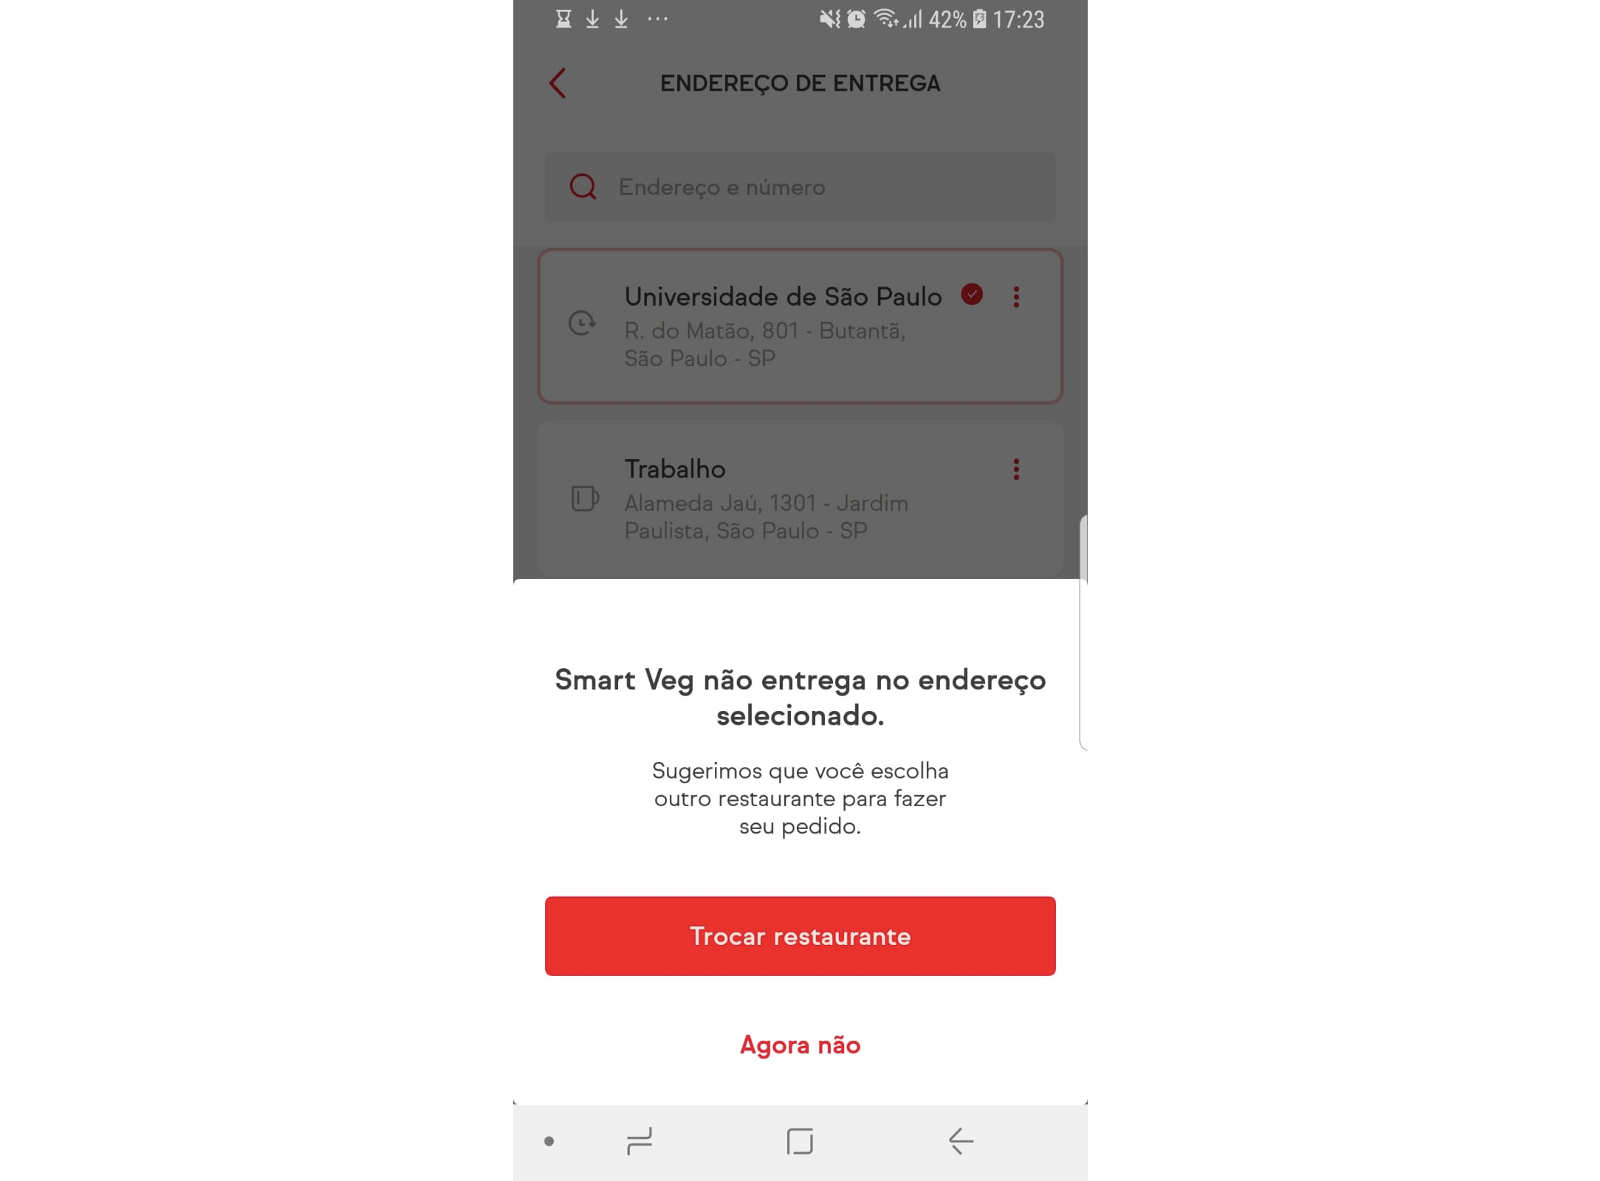 42% 17:23
ENDEREÇO DE ENTREGA
Endereço e número
Universidade de São Paulo
R. do Matão, 801 - Butantã,
São Paulo - SP
Trabalho
Alameda Jaú, 1301 - Jardim
Paulista, São Paulo - SP
Smart Veg não entrega no endereço
selecionado.
Sugerimos que você escolha
outro restaurante para fazer
seu pedido.
Trocar restaurante
Agora não